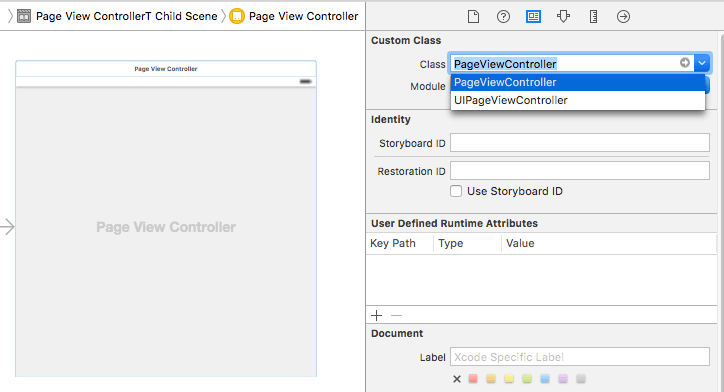 Page View ControllerT Child Scene
Page View Controller
Page View Controller
Page View Controller
Custom Class
Class PageViewController
PageViewController
UIPageViewController
Module
Identity
Storyboard ID
Restoration ID
Use Storyboard ID
User Defined Runtime Attributes
Key Path Type Value
Document
Label Xcode Specific Label